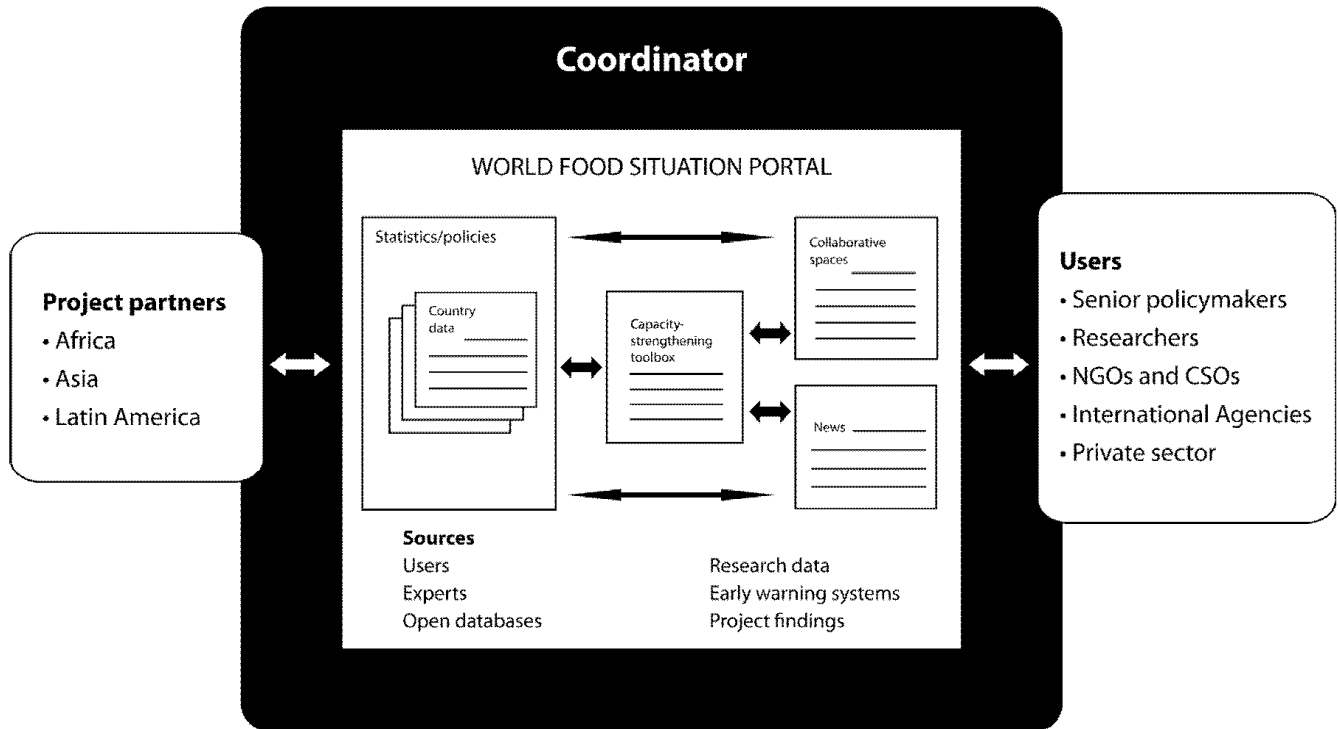 Coordinator
WORLD FOOD SITUATION PORTAL
Project partners
• Africa
• Asia
• Latin America
Statistics/policies
Country
data
Capacity-
strengthening
toolbox
Collaborative
spaces
News
Sources
Users
Experts
Open databases
Research data
Early warning systems
Project findings
Users
• Senior policymakers
• Researchers
• NGOs and CSOs
• International Agencies
• Private sector